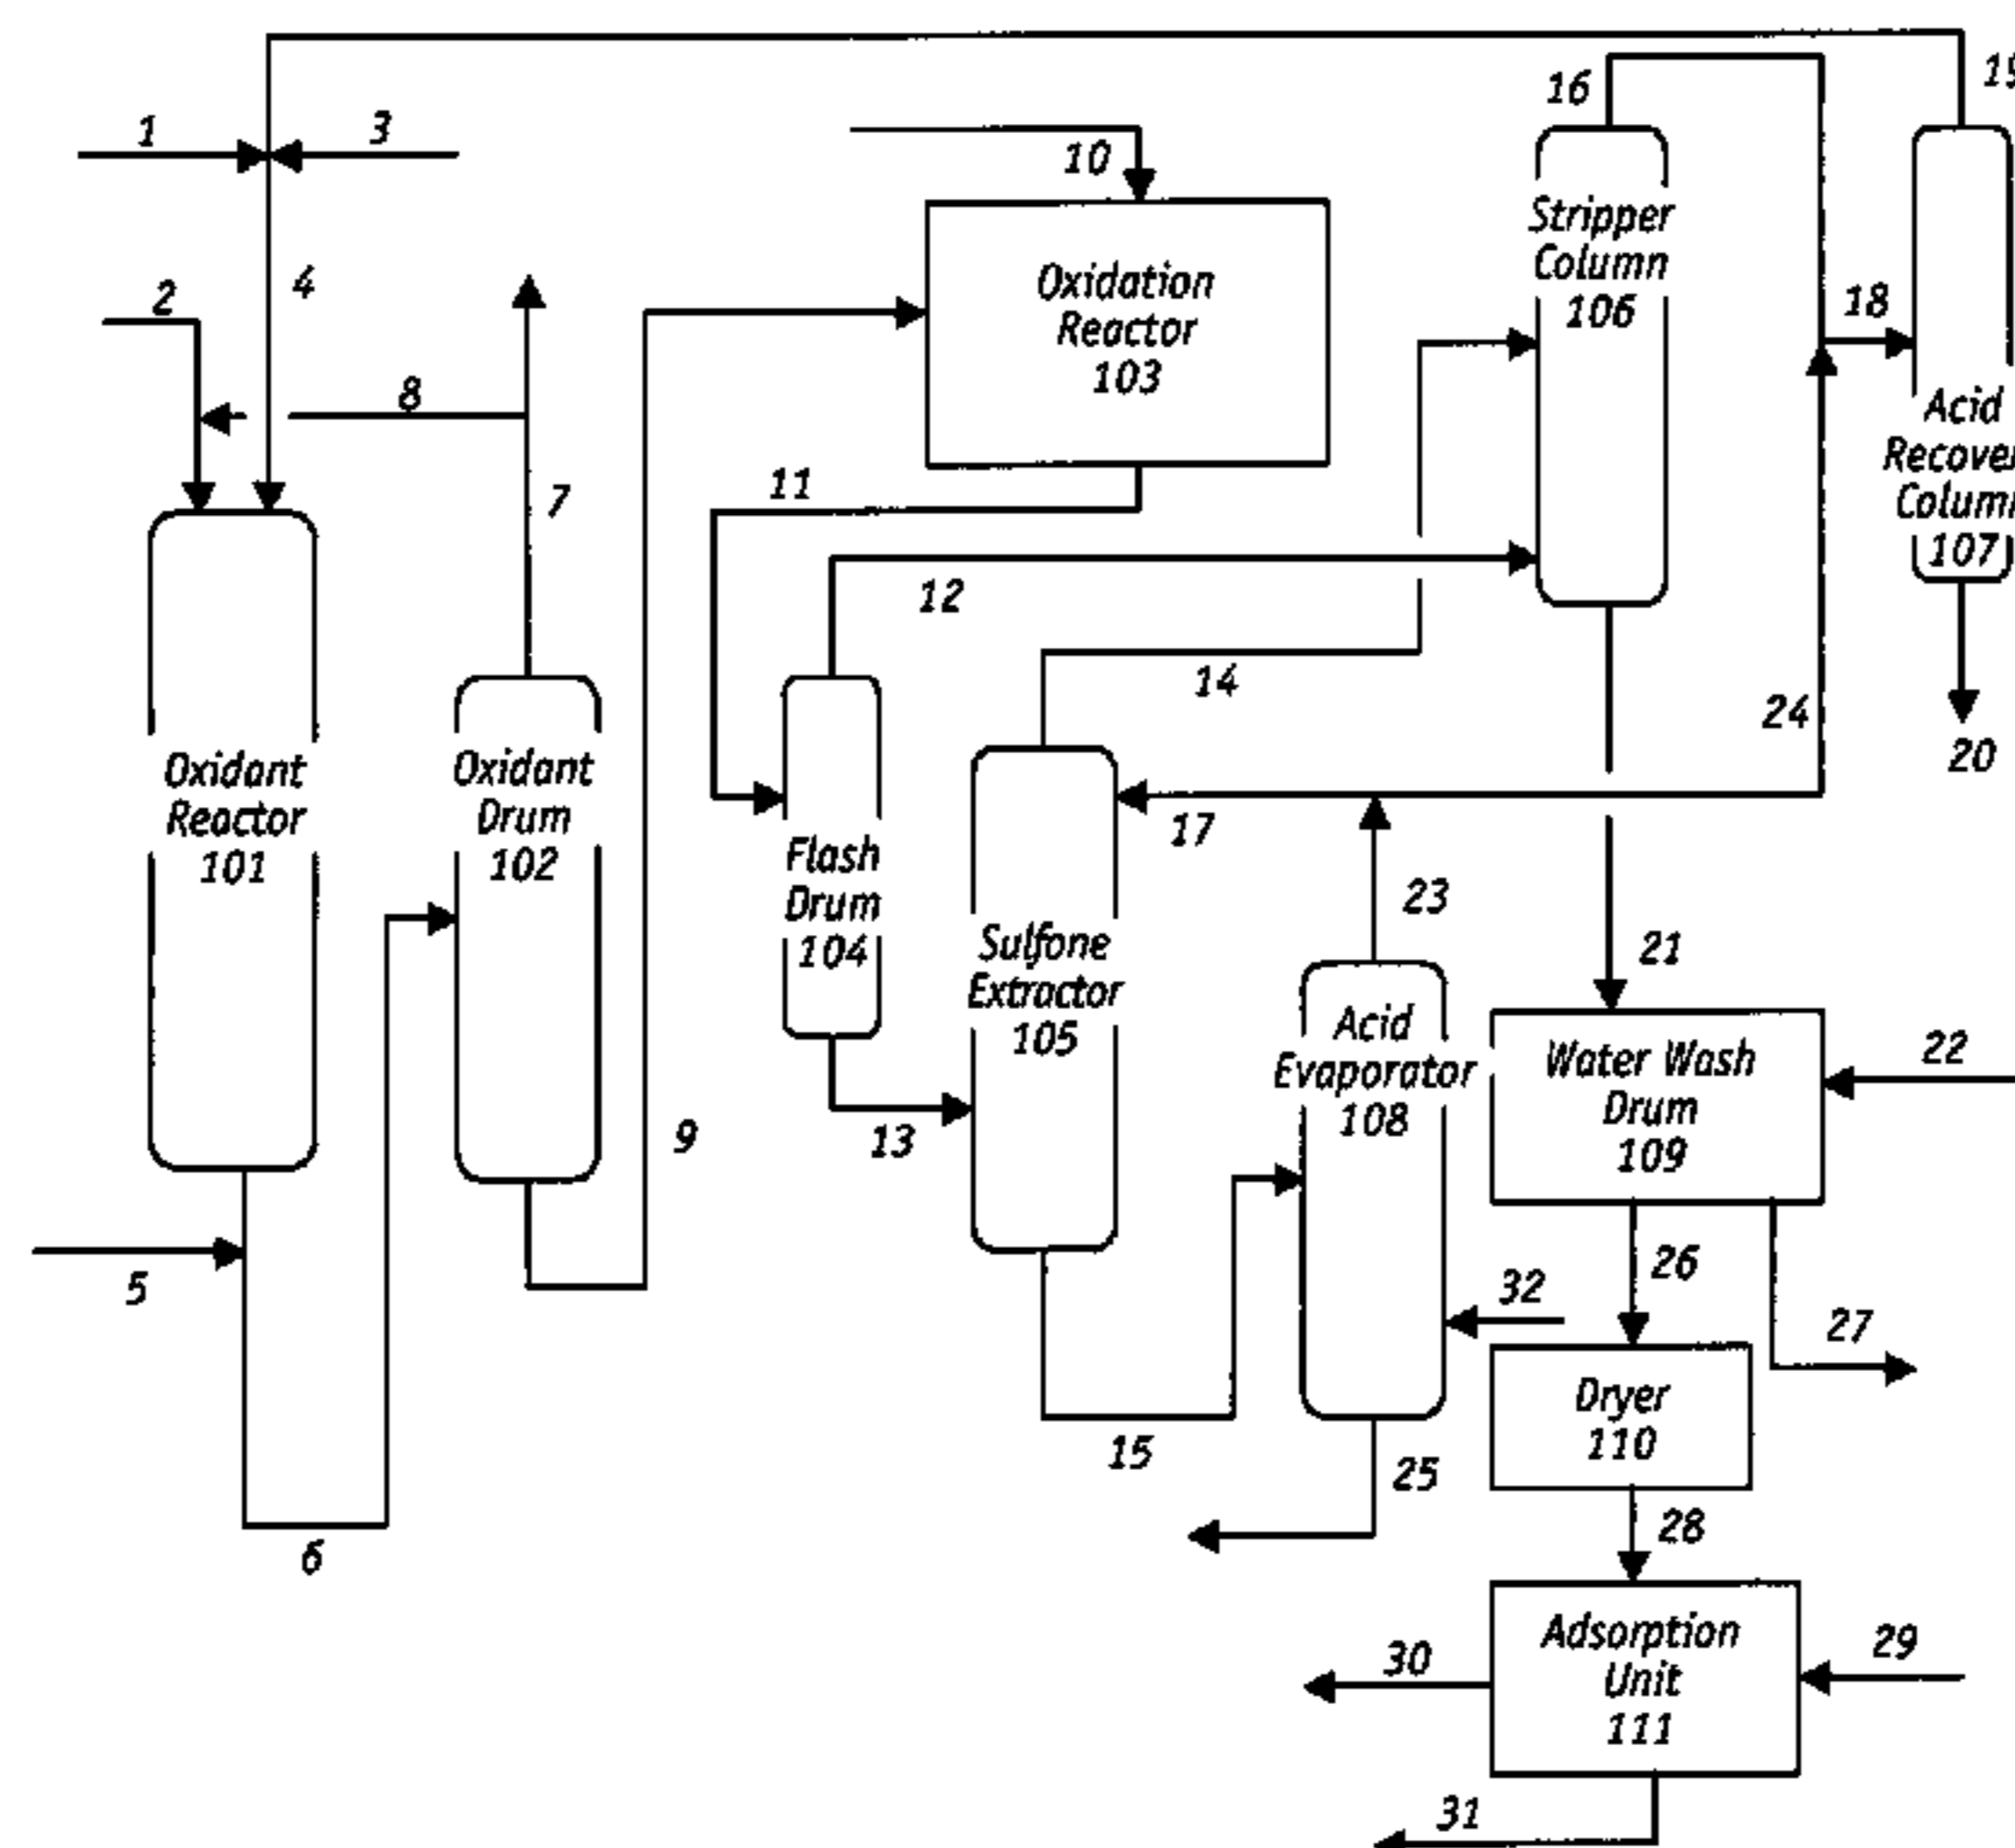 16
19
1
3
10
Stripper
Column
106
2
4
Oxidation
Reactor
103
18
8
Acid
Recover
Column
107
11
7
12
14
24
20
Oxidant
Reactor
101
Oxidant
Drum
102
17
Flash
Drum
104
23
Sulfone
Extractor
105
21
Acid
Evaporator
108
Water Wash
Drum
109
22
9
13
5
26
32
27
Dryer
110
15
25
6
28
Adsorption
Unit
111
30
29
31